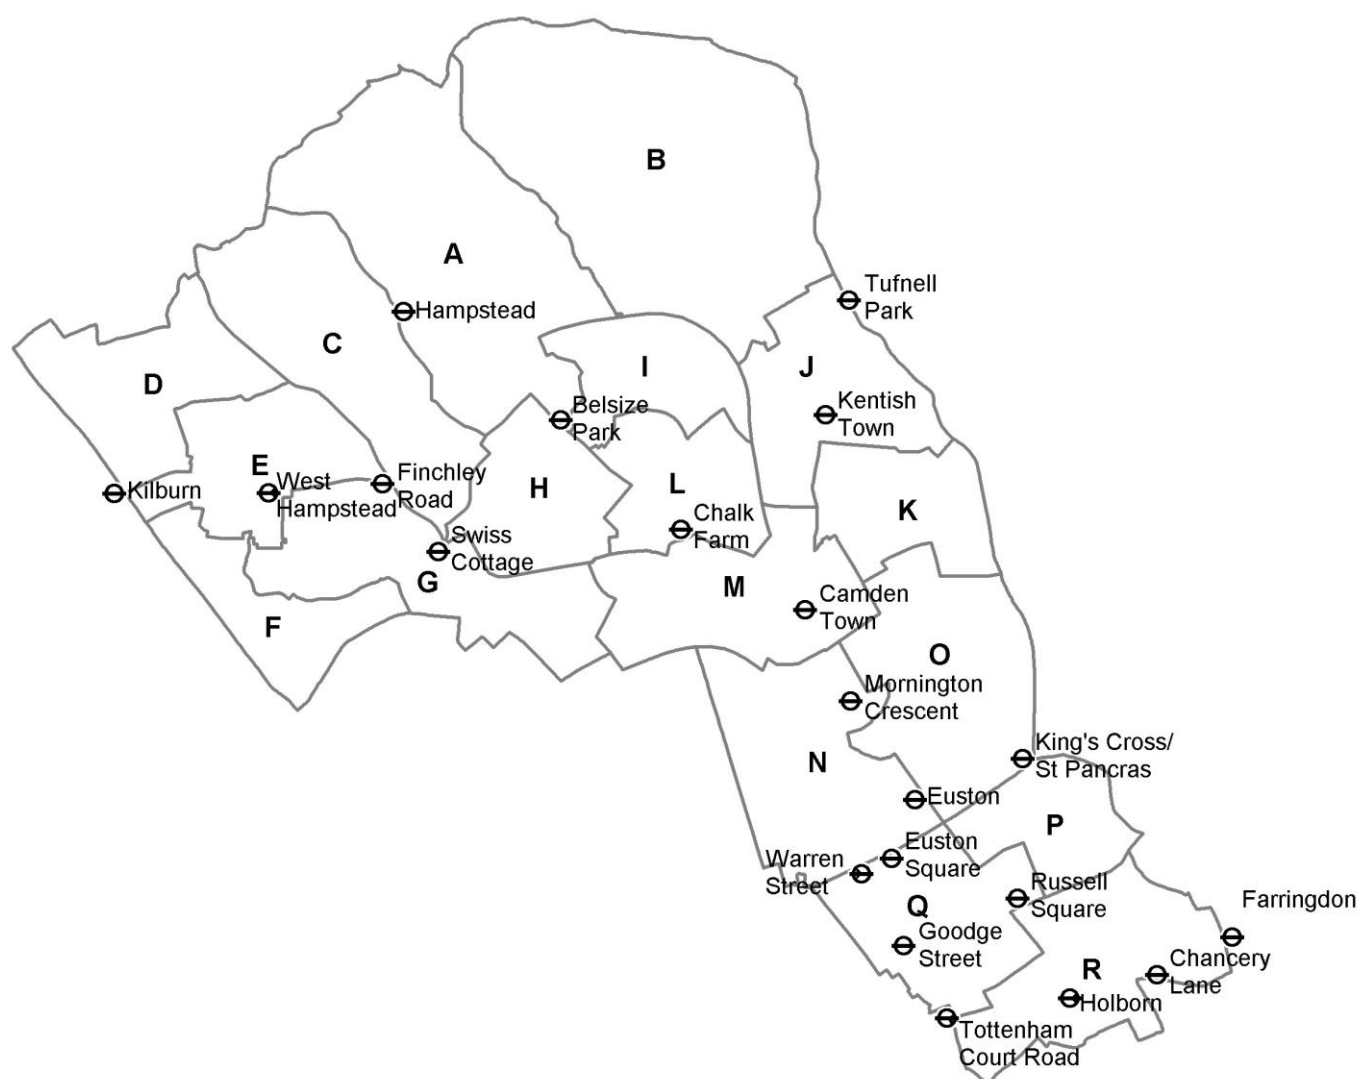 B
A
Tufnell
Park
Hampstead
C
I
J
D
Belsize
Park
Kentish
Town
E
West
Hampstead
Finchley
Road
H
L
Kilburn
K
Chalk
Farm
Swiss
Cottage
G
M
Camden
Town
F
O
Mornington
Crescent
King's Cross/
St Pancras
N
Euston
P
Euston
Square
Warren
Street
Russell
Square
Farringdon
Q
Goodge
Street
R
Chancery
Lane
Holborn
Tottenham
Court Road